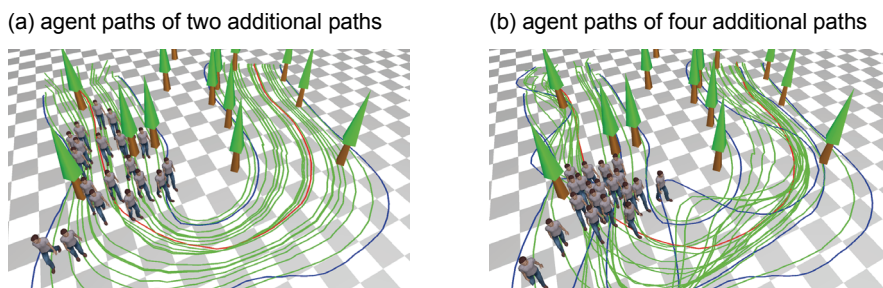 (a) agent paths of two additional paths
(b) agent paths of four additional paths